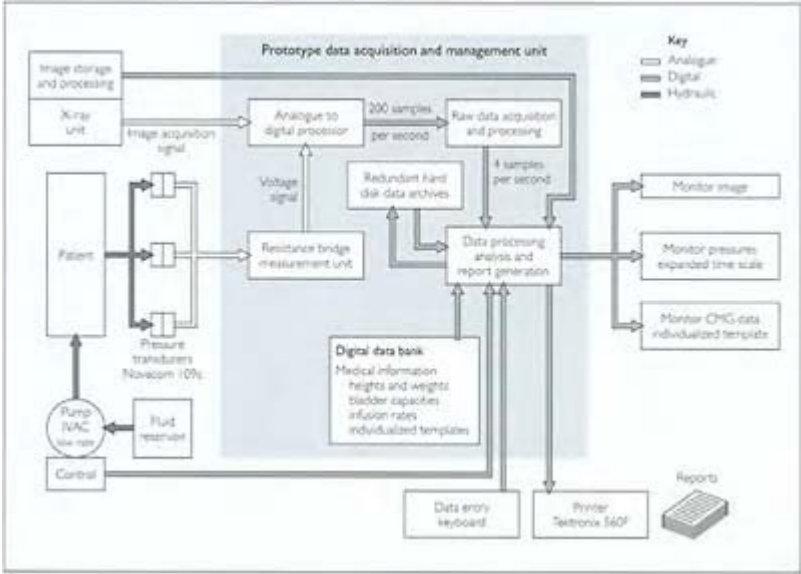 Prototype data acquisition and management unit
Key
Analogue
Digital
Hydraulic
Image storage
and processing
X-ray
unit
Image acquisition
signal
Analogue to
digital processor
200 samples
per second
Raw data acquisition
and processing
4 samples
per second
Voltage
signal
Redundant hard
disk data archives
Patient
Resistance bridge
measurement unit
Data processing
analysis and
report generation
Monitor image
Monitor pressures
expanded time scale
Monitor CMG data
individualized template
Pressure
transducers
Novacom 109c
Digital data bank
Medical information
heights and weights
bladder capacities
infusion rates
individualized templates
Pump
IVAC
Fluid
reservoir
Control
Data entry
keyboard
Printer
Tektronix 560F
Reports